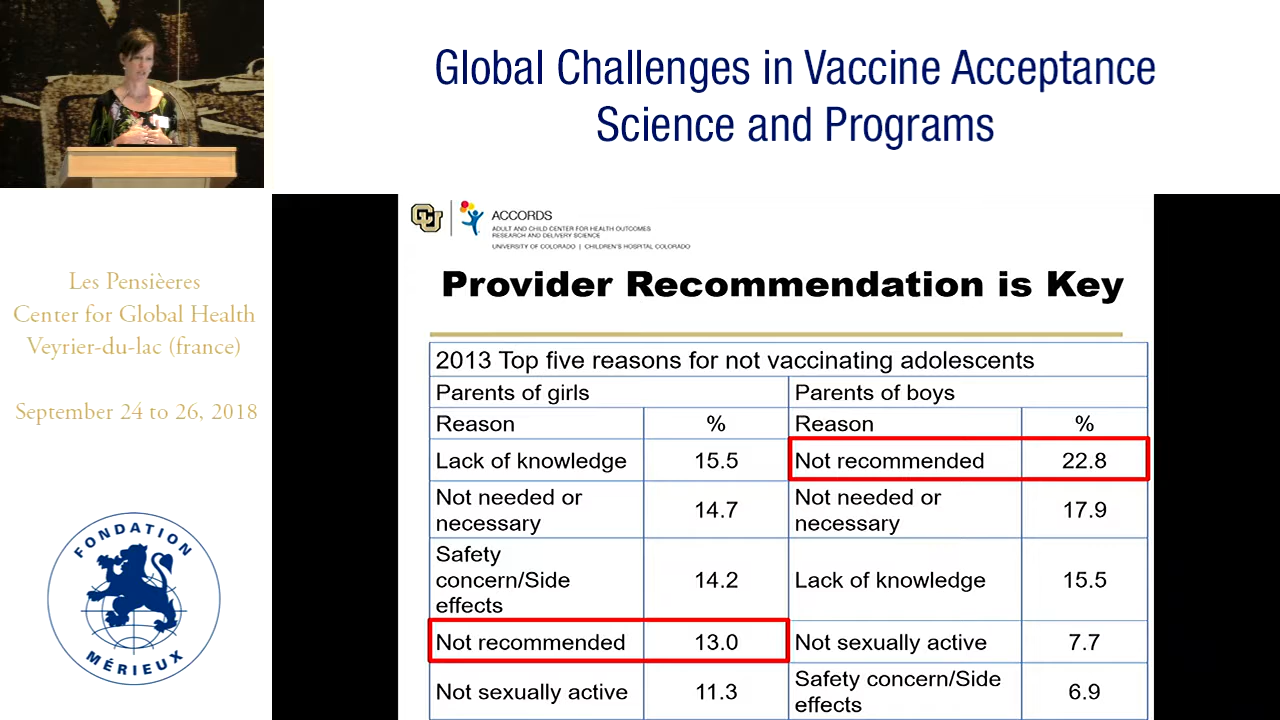 Global Challenges in Vaccine Acceptance
Science and Programs
Les Pensièeres
Center for Global Health
Veyrier-du-lac (france)
September 24 to 26, 2018
FONDATION
MÉRIEUX
CU
ACCORDS
ADULT AND CHILD CENTER FOR HEALTH OUTCOMES
RESEARCH AND DELIVERY SCIENCE
UNIVERSITY OF COLORADO | CHILDREN'S HOSPITAL COLORADO
Provider Recommendation is Key
2013 Top five reasons for not vaccinating adolescents
Parents of girls Parents of boys
Reason % Reason %
Lack of knowledge 15.5 Not recommended 22.8
Not needed or
necessary 14.7 Not needed or
necessary 17.9
Safety
concern/Side
effects 14.2 Lack of knowledge 15.5
Not recommended 13.0 Not sexually active 7.7
Not sexually active 11.3 Safety concern/Side
effects 6.9